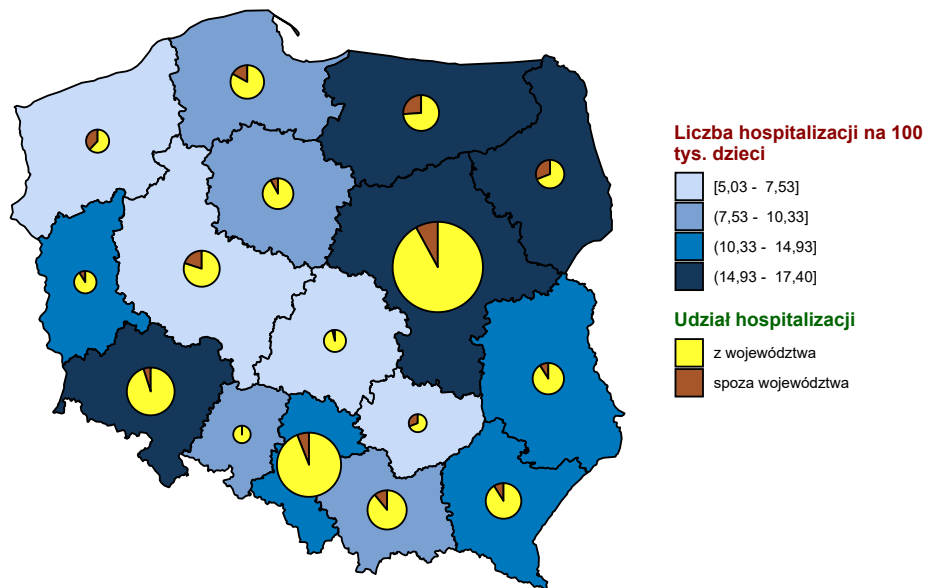 Liczba hospitalizacji na 100
tys. dzieci
[5,03 - 7,53]
(7,53 - 10,33]
(10,33 - 14,93]
(14,93 - 17,40]
Udział hospitalizacji
z województwa
spoza województwa